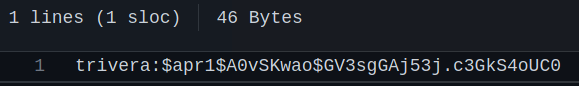 1 lines (1 sloc) 46 Bytes
1 trivera:$apr1$A0vSKwao$GV3sgGAj53j.c3GkS4oUC0